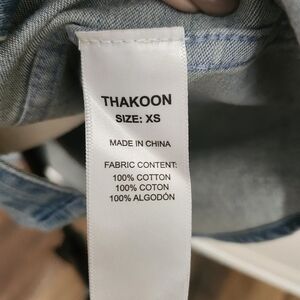 THAKOON
SIZE: XS
MADE IN CHINA
FABRIC CONTENT:
100% COTTON
100% COTON
100% ALGODÓN